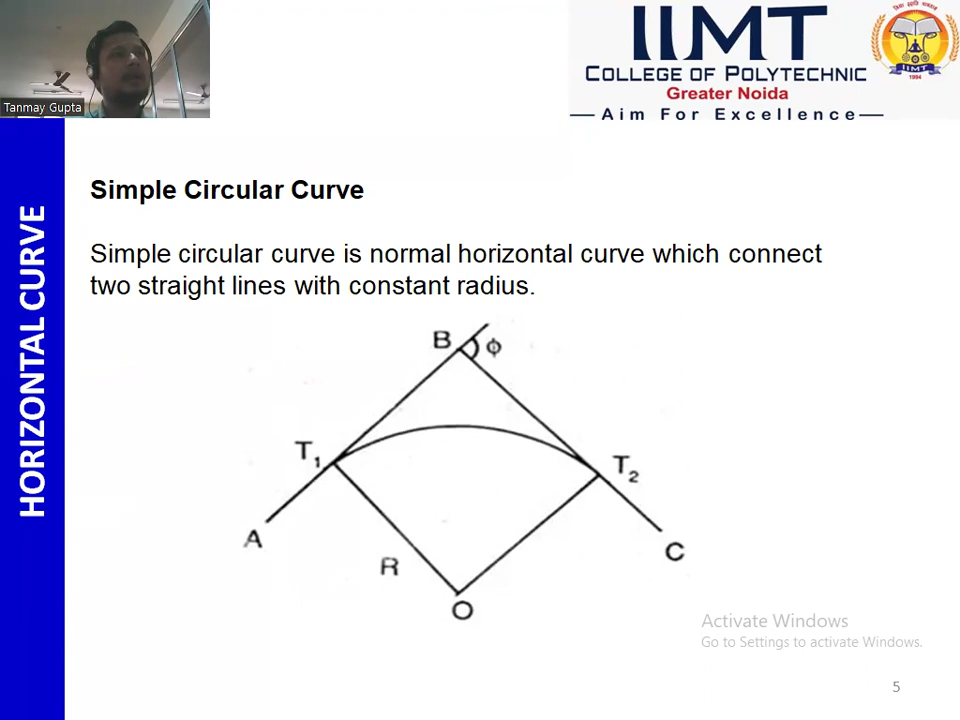 Tanmay Gupta
IIMT
COLLEGE OF POLYTECHNIC
Greater Noida
Aim For Excellence
IIMT
1994
HORIZONTAL CURVE
Simple Circular Curve
Simple circular curve is normal horizontal curve which connect
two straight lines with constant radius.
B ϕ
T1
T2
A
C
R
O
Activate Windows
Go to Settings to activate Windows.
5